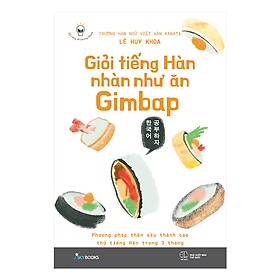 TRƯỜNG HÀN NGỮ VIỆT HÀN KANATA
LÊ HUY KHOA
Giỏi tiếng Hàn
nhàn như ăn
Gimbap
한국어
공부하자
Phương pháp thần sầu thành cao
thủ tiếng Hàn trong 3 tháng
SKYBOOKS